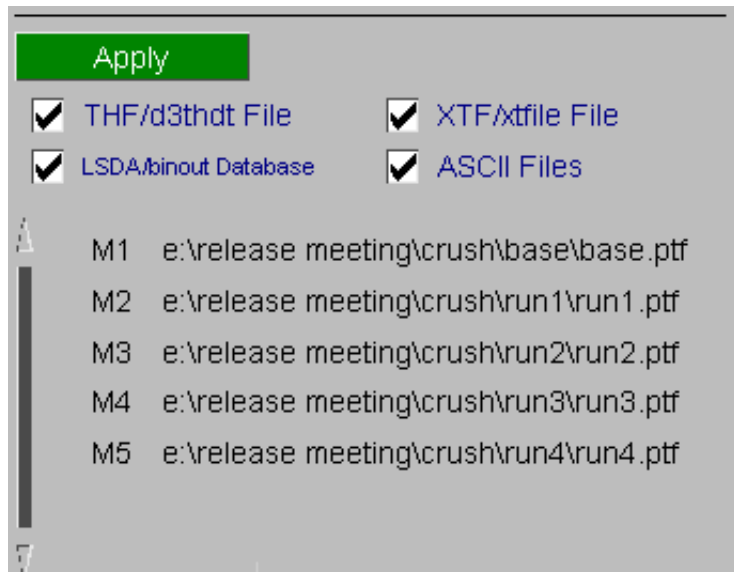 Apply
THF/d3thdt File XTF/xtfile File
LSDA/binout Database ASCII Files
M1 e:\release meeting\crush\base\base.ptf
M2 e:\release meeting\crush\run1\run1.ptf
M3 e:\release meeting\crush\run2\run2.ptf
M4 e:\release meeting\crush\run3\run3.ptf
M5 e:\release meeting\crush\run4\run4.ptf